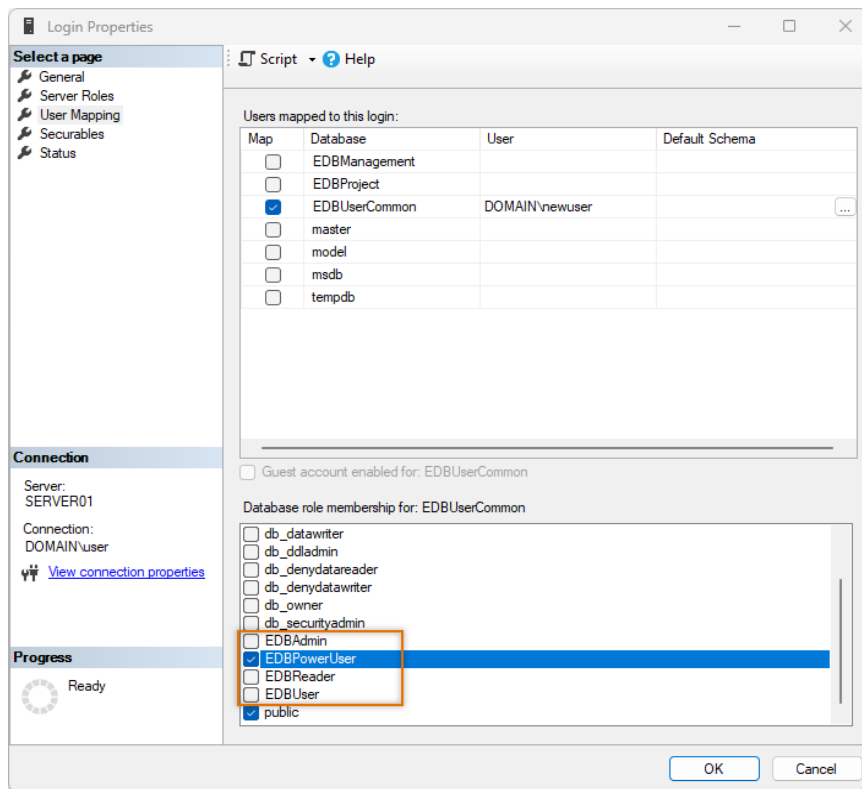 Login Properties
Select a page
General
Server Roles
User Mapping
Securables
Status
Script Help
Users mapped to this login:
Map Database User Default Schema
EDBManagement
EDBProject
EDBUserCommon DOMAIN\newuser ...
master
model
msdb
tempdb
Guest account enabled for: EDBUserCommon
Database role membership for: EDBUserCommon
db_datawriter
db_ddladmin
db_denydatareader
db_denydatawriter
db_owner
db_securityadmin
EDBAdmin
EDBPowerUser
EDBReader
EDBUser
public
Connection
Server:
SERVER01
Connection:
DOMAIN\user
View connection properties
Progress
Ready
OK Cancel